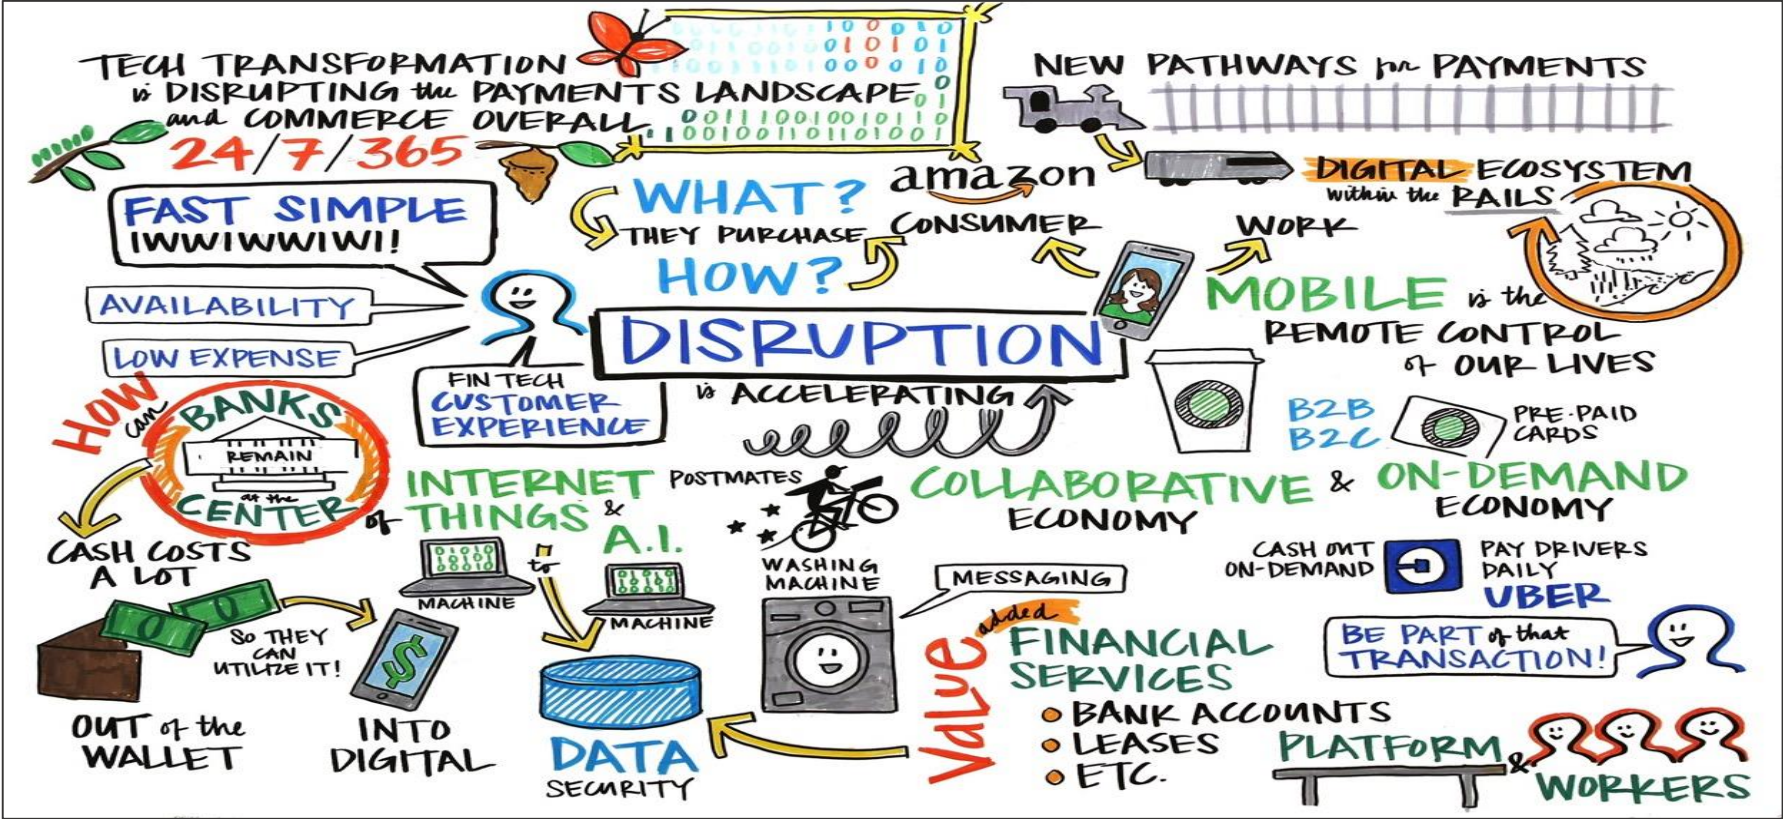 TECH TRANSFORMATION
is DISRUPTING the PAYMENTS LANDSCAPE
and COMMERCE OVERALL
24/7/365
FAST SIMPLE
IWWIWWIWI!
AVAILABILITY
LOW EXPENSE
FIN TECH
CUSTOMER
EXPERIENCE
WHAT?
THEY PURCHASE
HOW?
amazon
CONSUMER
WORK
NEW PATHWAYS for PAYMENTS
DIGITAL ECOSYSTEM
within the RAILS
MOBILE is the
REMOTE CONTROL
of OUR LIVES
DISRUPTION
is ACCELERATING
B2B
B2C
PRE-PAID
CARDS
HOW
can
BANKS
REMAIN
at the
CENTER
of
INTERNET
THINGS &
A.I.
MACHINE
to
MACHINE
POSTMATES
COLLABORATIVE & ON-DEMAND
ECONOMY
ECONOMY
CASH COSTS
A LOT
SO THEY
CAN
UTILIZE IT!
OUT of the
WALLET
INTO
DIGITAL
$
DATA
SECURITY
WASHING
MACHINE
MESSAGING
VALUE
added
FINANCIAL
SERVICES
BANK ACCOUNTS
LEASES
ETC.
CASH OUT
ON-DEMAND
PAY DRIVERS
DAILY
UBER
BE PART of that
TRANSACTION!
PLATFORM
&
WORKERS